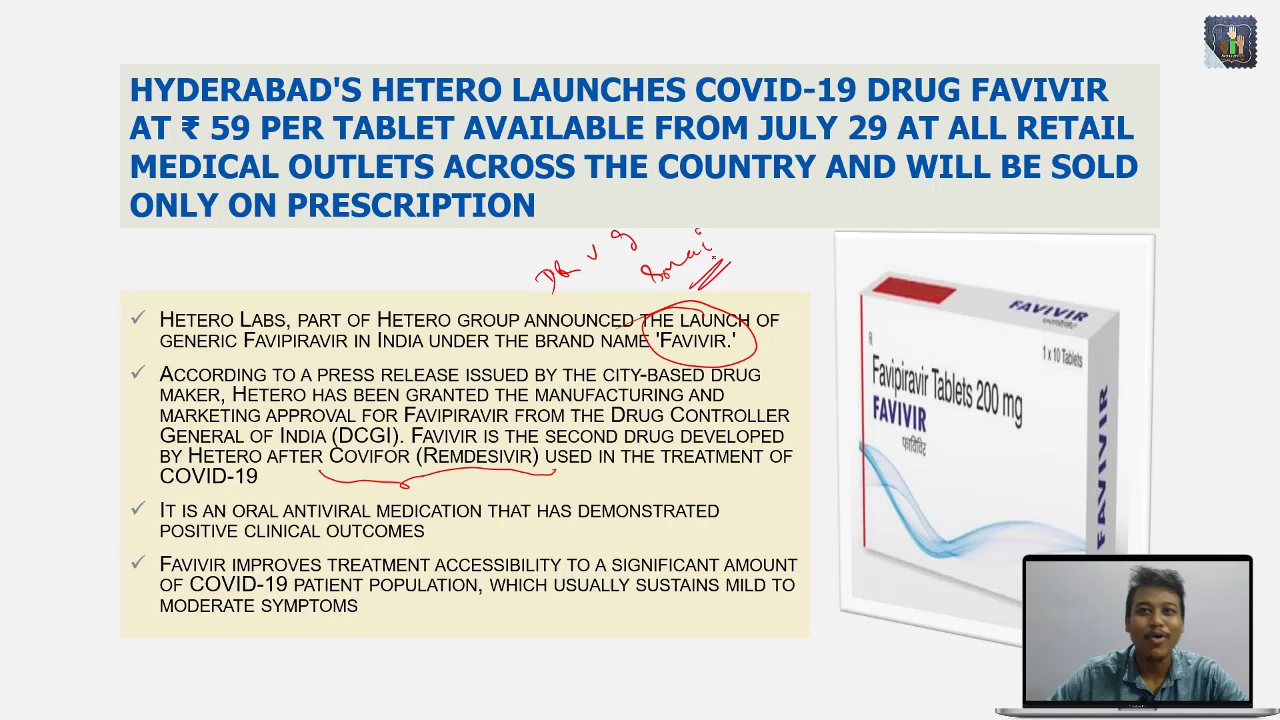 HYDERABAD'S HETERO LAUNCHES COVID-19 DRUG FAVIVIR
AT ₹ 59 PER TABLET AVAILABLE FROM JULY 29 AT ALL RETAIL
MEDICAL OUTLETS ACROSS THE COUNTRY AND WILL BE SOLD
ONLY ON PRESCRIPTION
HETERO LABS, PART OF HETERO GROUP ANNOUNCED THE LAUNCH OF
GENERIC FAVIPIRAVIR IN INDIA UNDER THE BRAND NAME 'FAVIVIR.'
ACCORDING TO A PRESS RELEASE ISSUED BY THE CITY-BASED DRUG
MAKER, HETERO HAS BEEN GRANTED THE MANUFACTURING AND
MARKETING APPROVAL FOR FAVIPIRAVIR FROM THE DRUG CONTROLLER
GENERAL OF INDIA (DCGI). FAVIVIR IS THE SECOND DRUG DEVELOPED
BY HETERO AFTER COVIFOR (REMDESIVIR) USED IN THE TREATMENT OF
COVID-19
IT IS AN ORAL ANTIVIRAL MEDICATION THAT HAS DEMONSTRATED
POSITIVE CLINICAL OUTCOMES
FAVIVIR IMPROVES TREATMENT ACCESSIBILITY TO A SIGNIFICANT AMOUNT
OF COVID-19 PATIENT POPULATION, WHICH USUALLY SUSTAINS MILD TO
MODERATE SYMPTOMS
FAVIVIR
1 x 10 Tablets
Favipiravir Tablets 200 mg
FAVIVIR
फाविविर
FAVIVIR